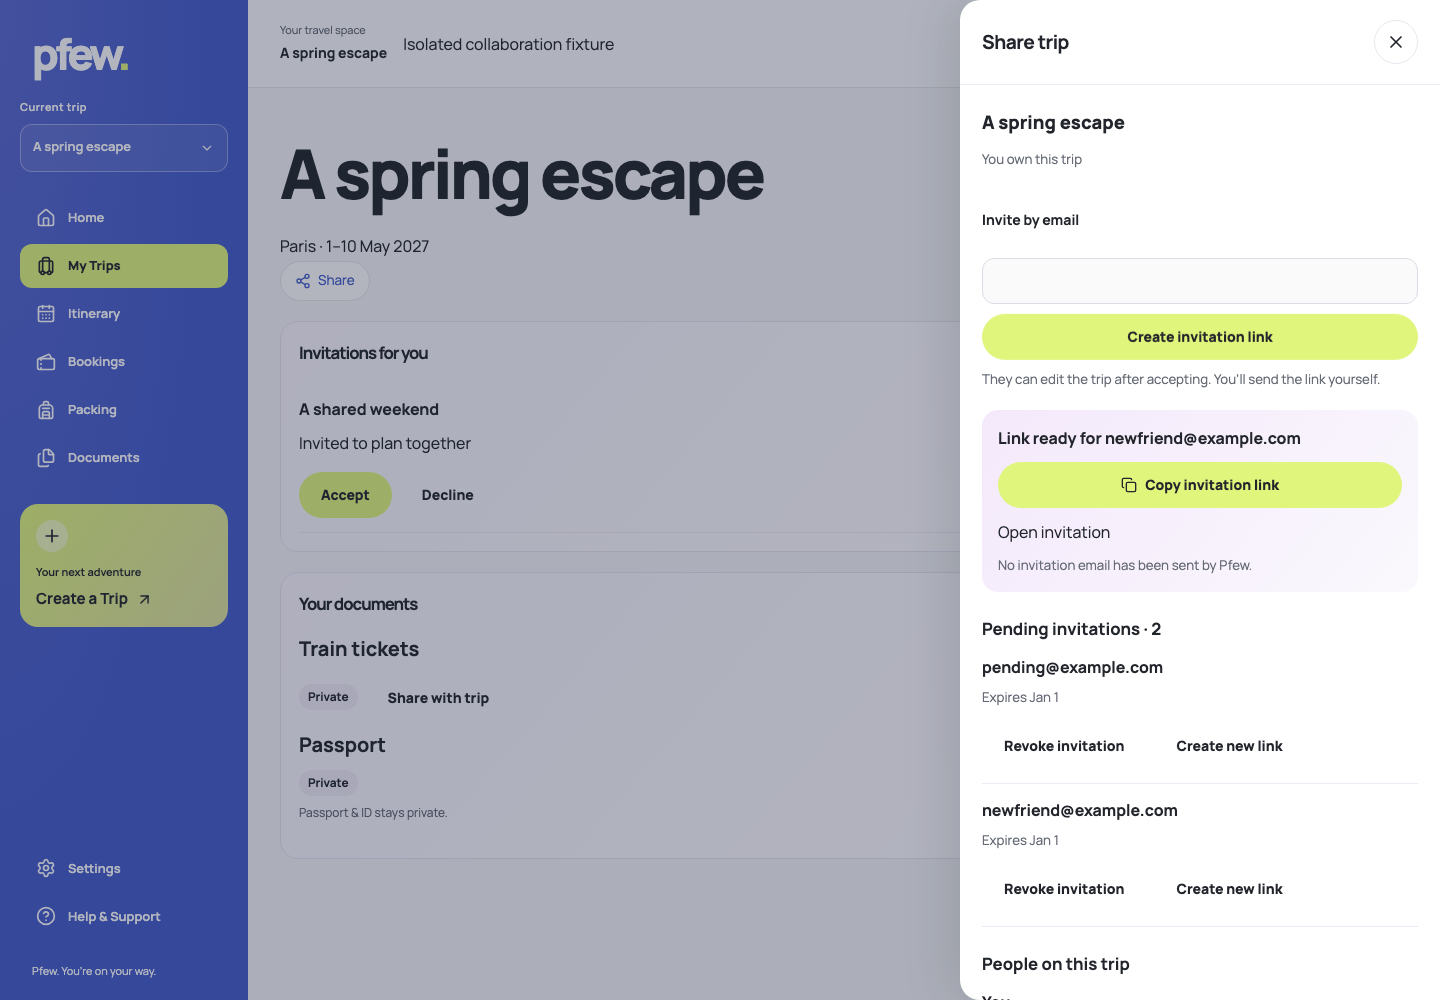 pfew.
Current trip
A spring escape
Home
My Trips
Itinerary
Bookings
Packing
Documents
Your next adventure
Create a Trip
Settings
Help & Support
Pfew. You're on your way.
Your travel space
A spring escape
Isolated collaboration fixture
A spring escape
Paris · 1–10 May 2027
Share
Invitations for you
A shared weekend
Invited to plan together
Accept
Decline
Your documents
Train tickets
Private
Share with trip
Passport
Private
Passport & ID stays private.
Share trip
A spring escape
You own this trip
Invite by email
Create invitation link
They can edit the trip after accepting. You'll send the link yourself.
Link ready for newfriend@example.com
Copy invitation link
Open invitation
No invitation email has been sent by Pfew.
Pending invitations · 2
pending@example.com
Expires Jan 1
Revoke invitation
Create new link
newfriend@example.com
Expires Jan 1
Revoke invitation
Create new link
People on this trip